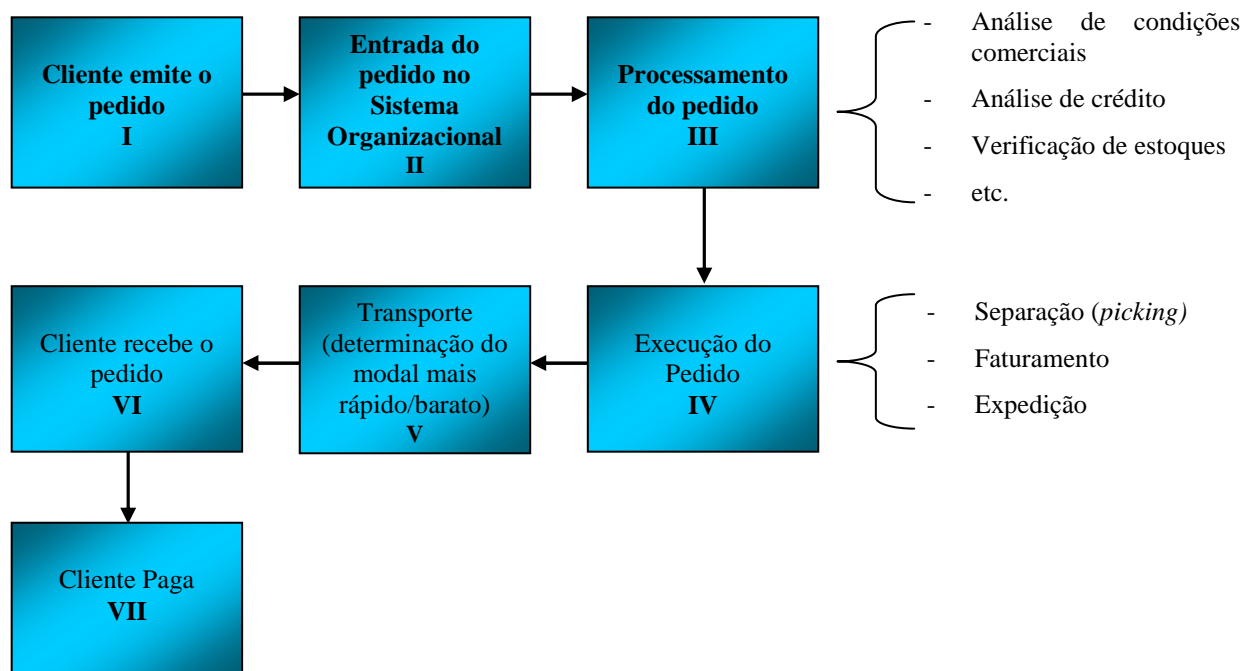 Cliente emite o
pedido
I
Entrada do
pedido no
Sistema
Organizacional
II
Processamento
do pedido
III
- Análise de condições
comerciais
- Análise de crédito
- Verificação de estoques
- etc.
Cliente recebe o
pedido
VI
Transporte
(determinação do
modal mais
rápido/barato)
V
Execução do
Pedido
IV
- Separação (picking)
- Faturamento
- Expedição
Cliente Paga
VII